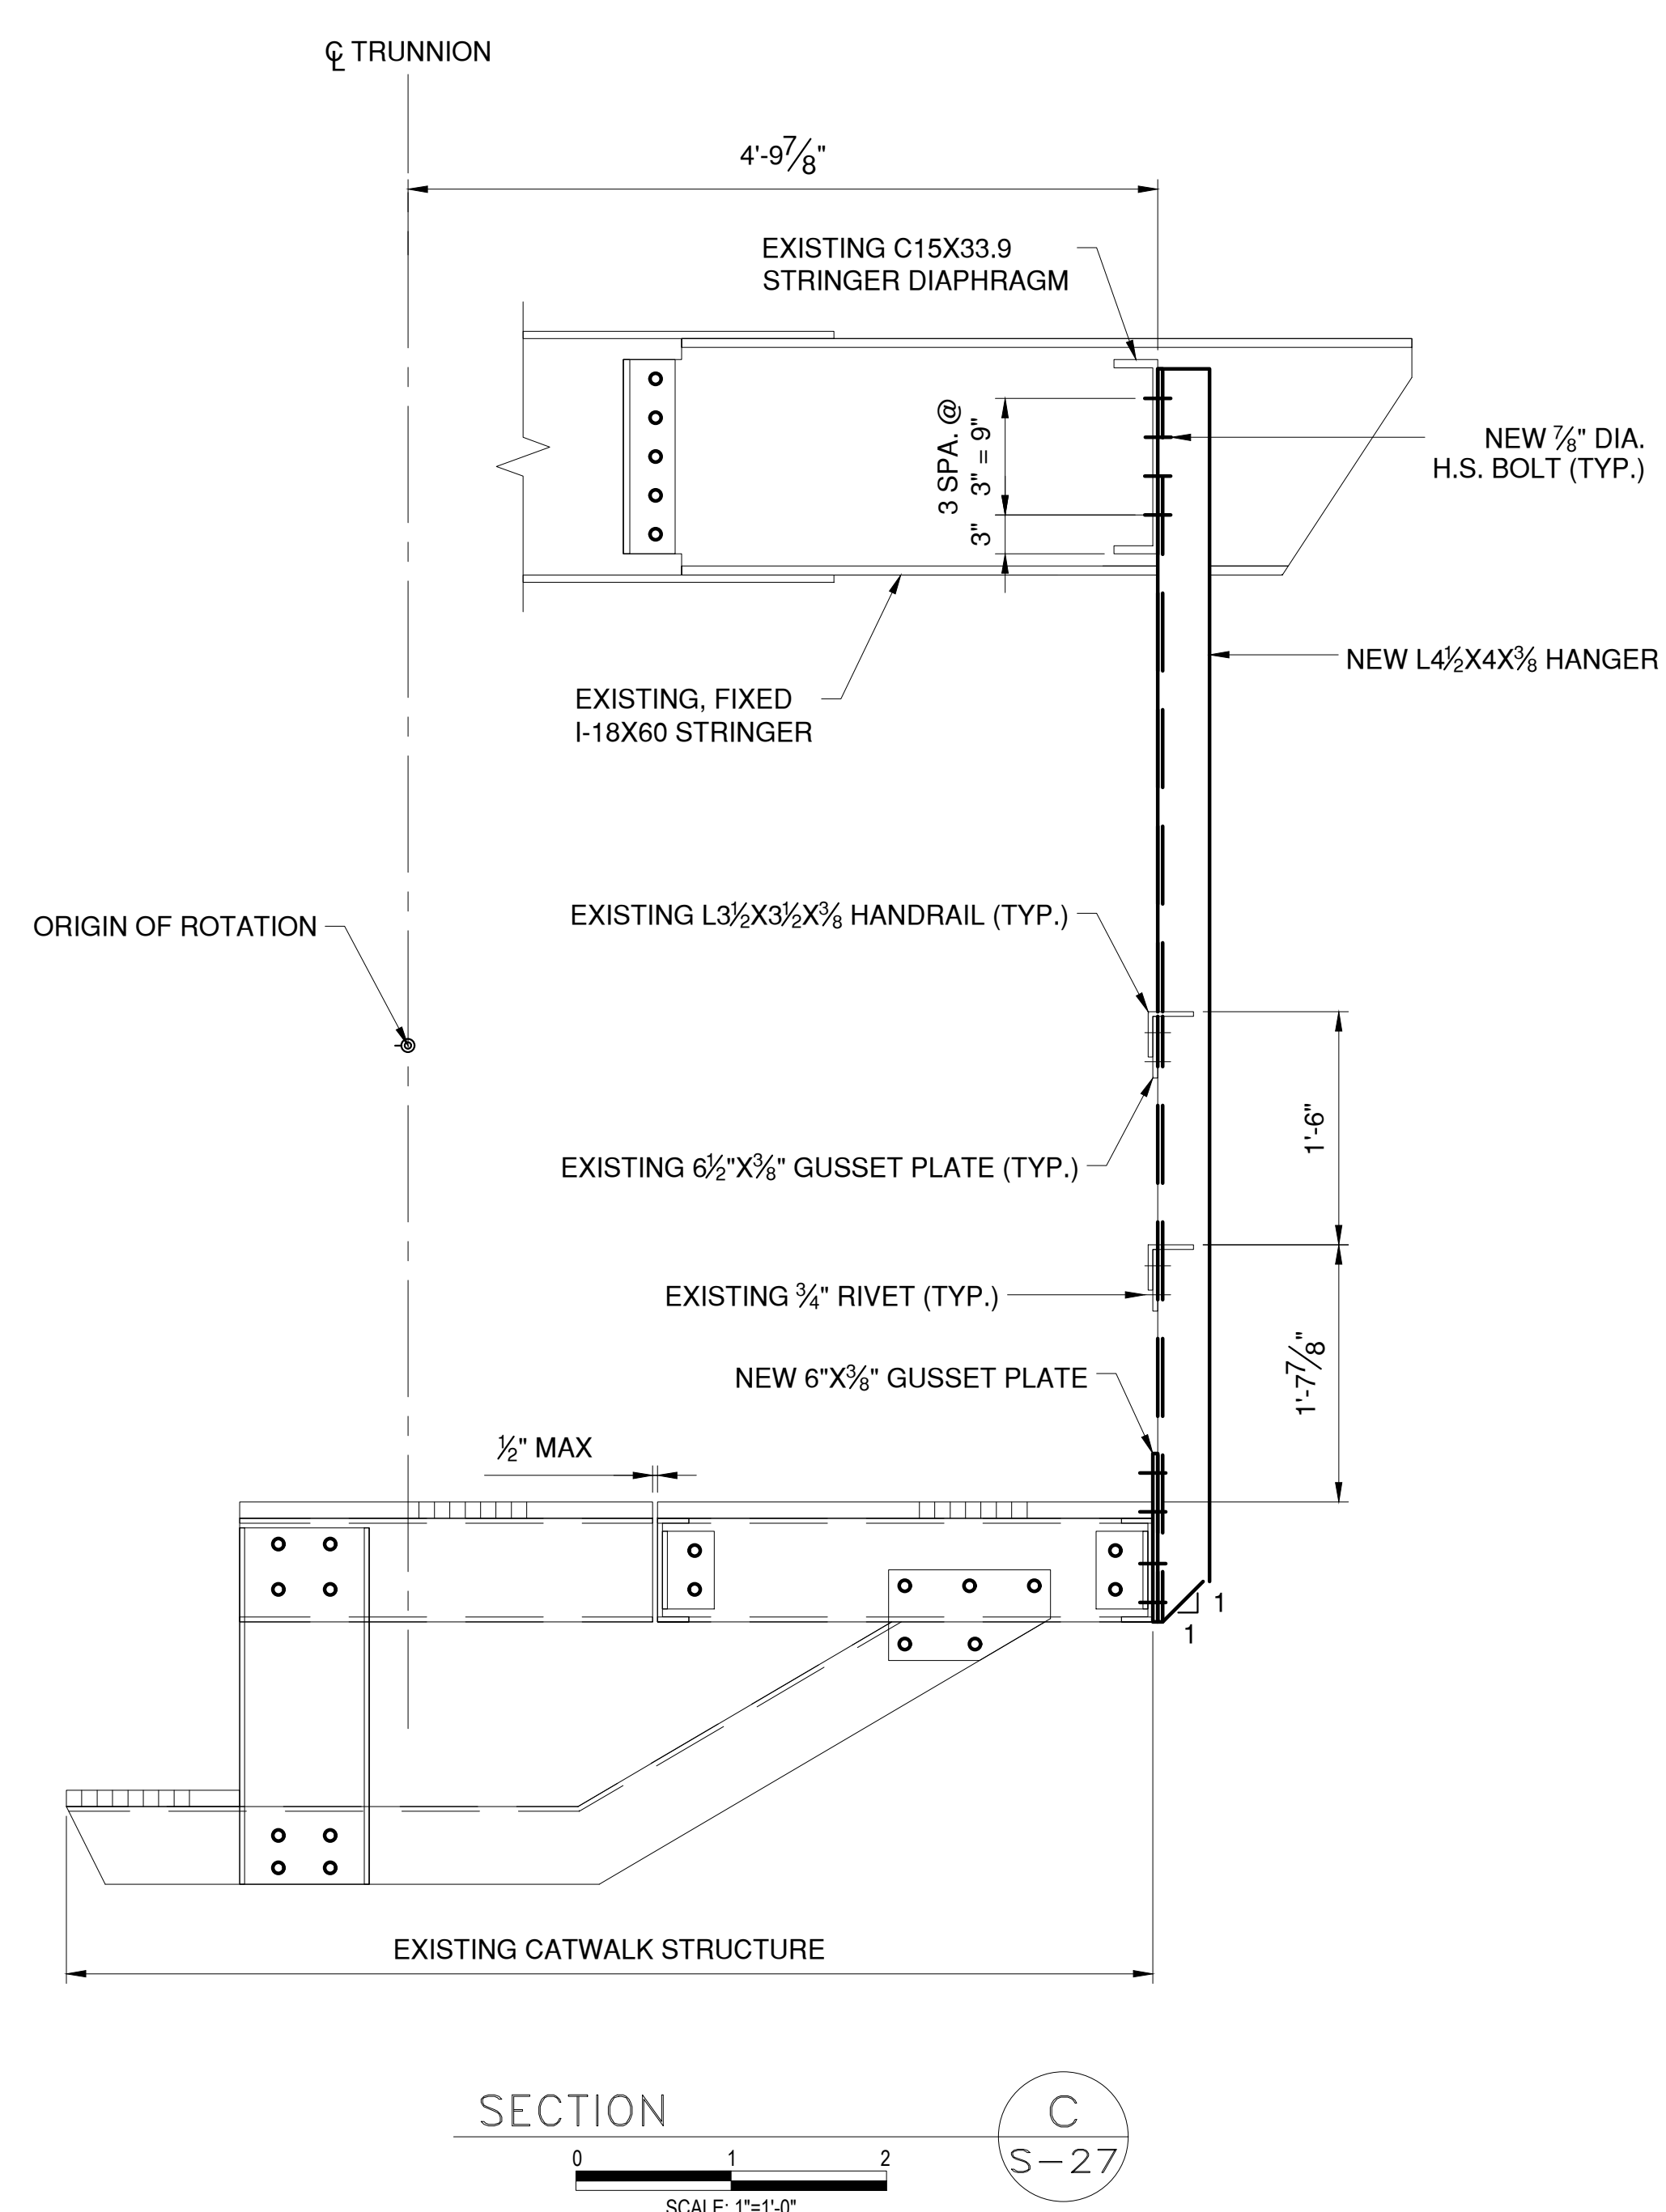 ℄ TRUNNION
4'-9⅞"
EXISTING C15X33.9
STRINGER DIAPHRAGM
3 SPA. @
3" = 9"
3"
NEW ⅞" DIA.
H.S. BOLT (TYP.)
NEW L4½X4X⅜ HANGER
EXISTING, FIXED
I-18X60 STRINGER
ORIGIN OF ROTATION
EXISTING L3½X3½X⅜ HANDRAIL (TYP.)
1'-6"
EXISTING 6½"X⅜" GUSSET PLATE (TYP.)
EXISTING ¾" RIVET (TYP.)
1'-7⅞"
NEW 6"X⅜" GUSSET PLATE
½" MAX
1
1
EXISTING CATWALK STRUCTURE
SECTION
C
S-27
0 1 2
SCALE: 1"=1'-0"